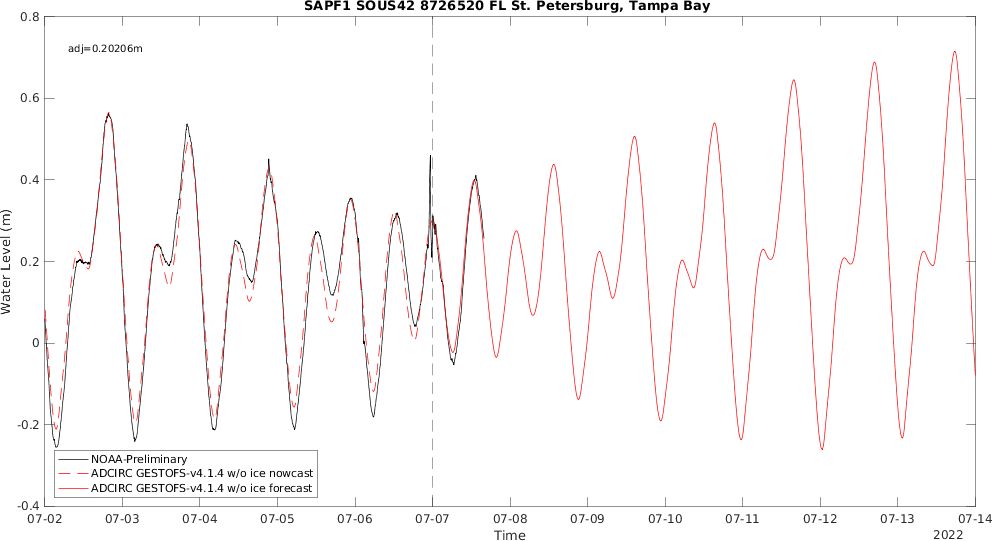 SAPF1 SOUS42 8726520 FL St. Petersburg, Tampa Bay
adj=0.20206m
0.8
0.6
0.4
0.2
0
-0.2
-0.4
Water Level (m)
NOAA-Preliminary
ADCIRC GESTOFS-v4.1.4 w/o ice nowcast
ADCIRC GESTOFS-v4.1.4 w/o ice forecast
07-02 07-03 07-04 07-05 07-06 07-07 07-08 07-09 07-10 07-11 07-12 07-13 07-14
Time
2022